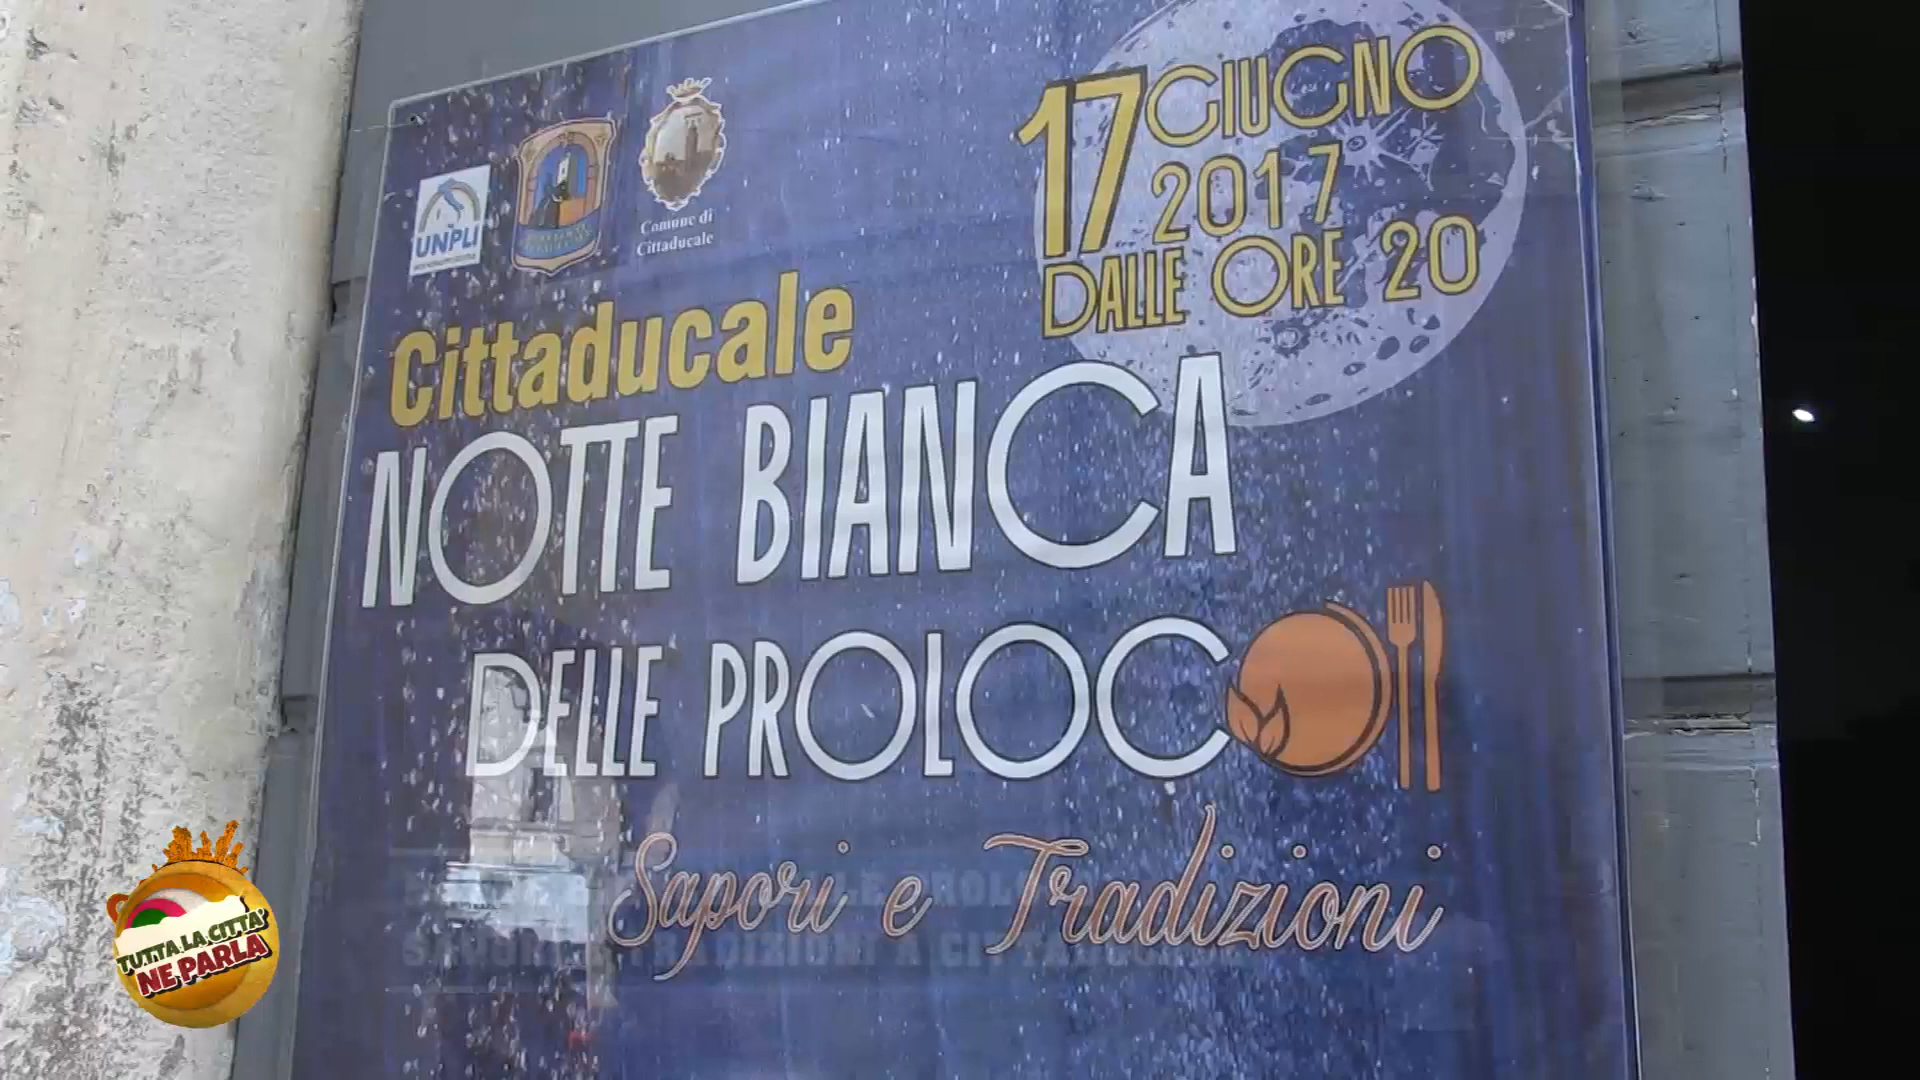 17 GIUGNO
2017
DALLE ORE 20
UNPLI
Comune di
Cittaducale
Cittaducale
NOTTE BIANCA
DELLE PROLOCO
Sapori e Tradizioni
TUTTA LA CITTA'
NE PARLA